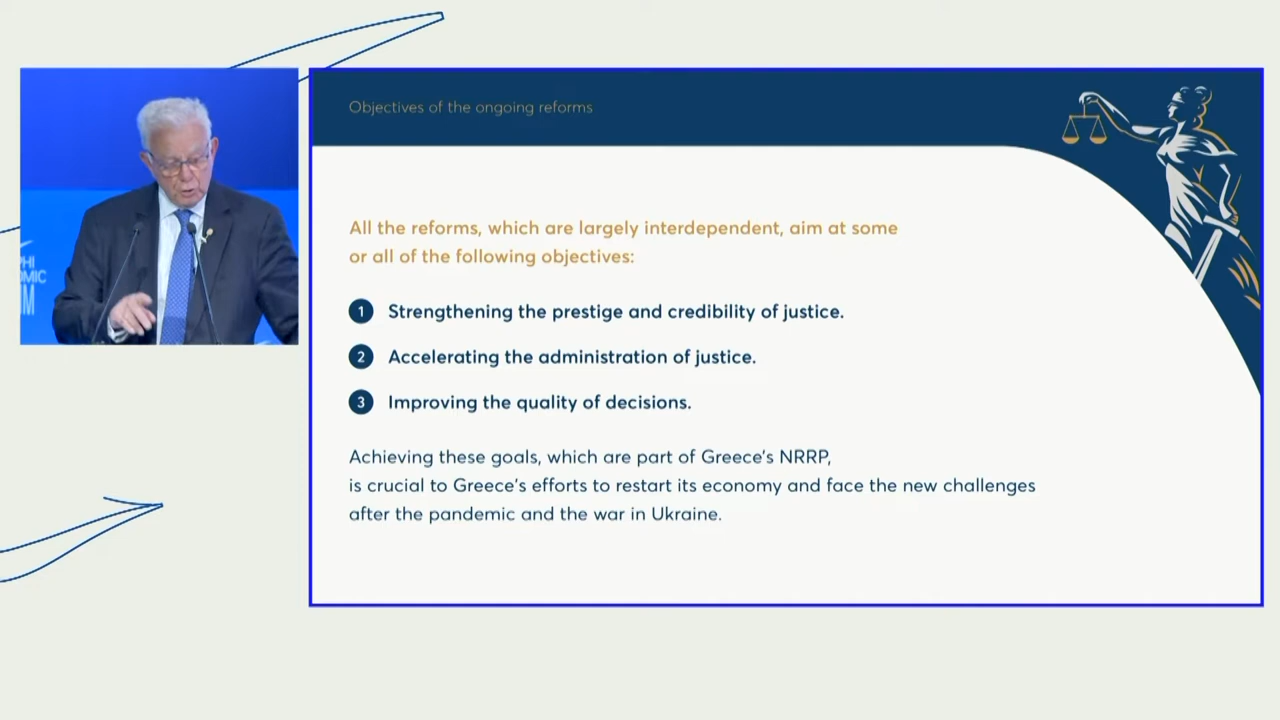 Objectives of the ongoing reforms
All the reforms, which are largely interdependent, aim at some
or all of the following objectives:
1 Strengthening the prestige and credibility of justice.
2 Accelerating the administration of justice.
3 Improving the quality of decisions.
Achieving these goals, which are part of Greece's NRRP,
is crucial to Greece's efforts to restart its economy and face the new challenges
after the pandemic and the war in Ukraine.